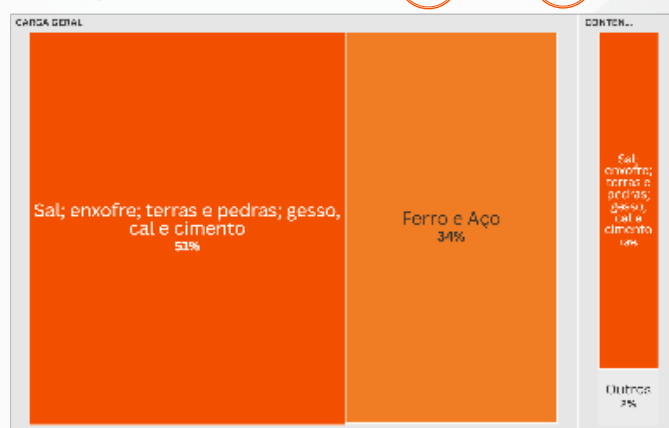 CARGA GERAL
CONTEN...
Sal; enxofre; terras e pedras; gesso,
cal e cimento
51%
Ferro e Aço
34%
Sal;
enxofre;
terras e
pedras;
gesso,
cal e
cimento
Outros
2%